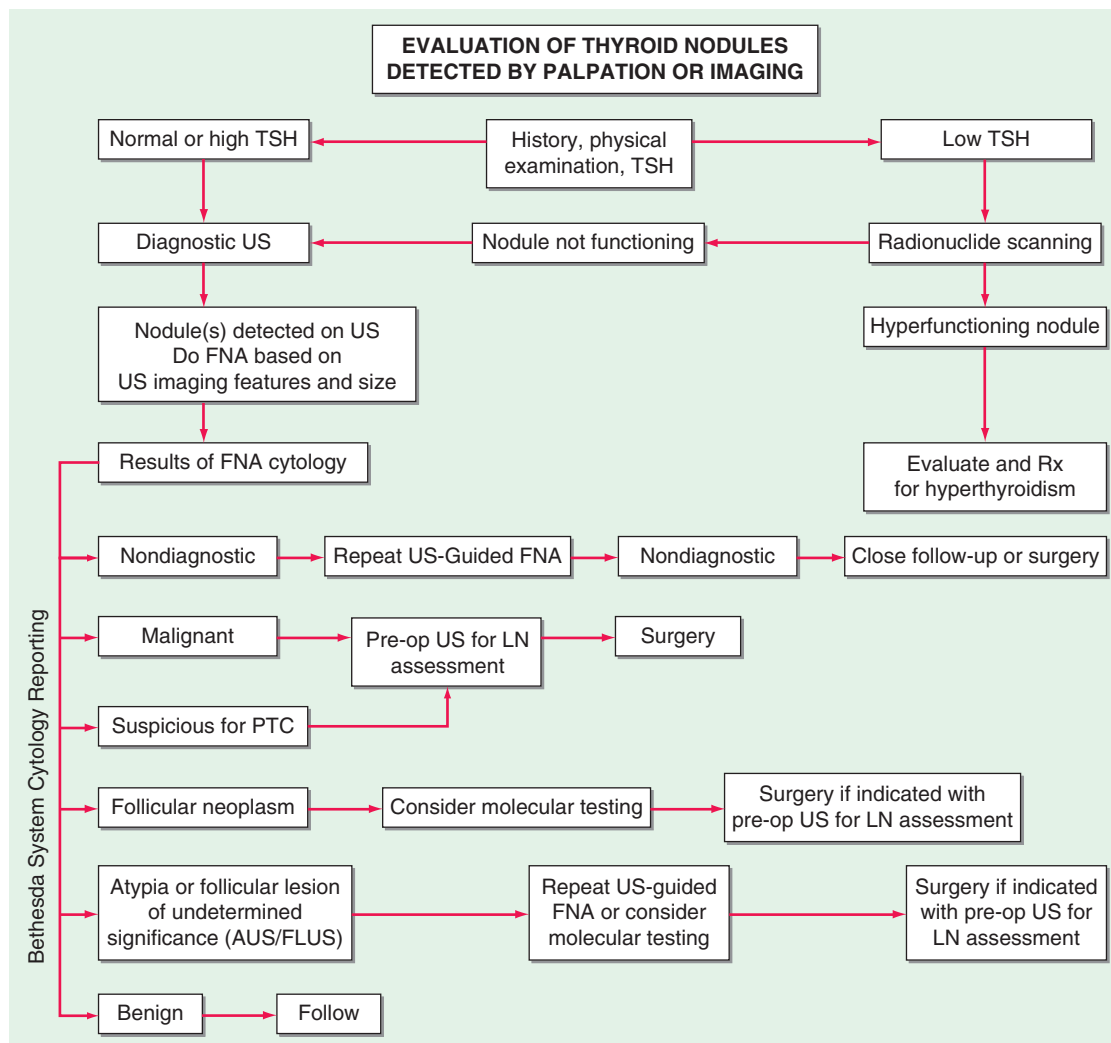 EVALUATION OF THYROID NODULES
DETECTED BY PALPATION OR IMAGING
Normal or high TSH
History, physical
examination, TSH
Low TSH
Diagnostic US
Nodule not functioning
Radionuclide scanning
Nodule(s) detected on US
Do FNA based on
US imaging features and size
Hyperfunctioning nodule
Results of FNA cytology
Evaluate and Rx
for hyperthyroidism
Bethesda System Cytology Reporting
Nondiagnostic
Repeat US-Guided FNA
Nondiagnostic
Close follow-up or surgery
Malignant
Pre-op US for LN
assessment
Surgery
Suspicious for PTC
Follicular neoplasm
Consider molecular testing
Surgery if indicated with
pre-op US for LN assessment
Atypia or follicular lesion
of undetermined
significance (AUS/FLUS)
Repeat US-guided
FNA or consider
molecular testing
Surgery if indicated
with pre-op US for
LN assessment
Benign
Follow